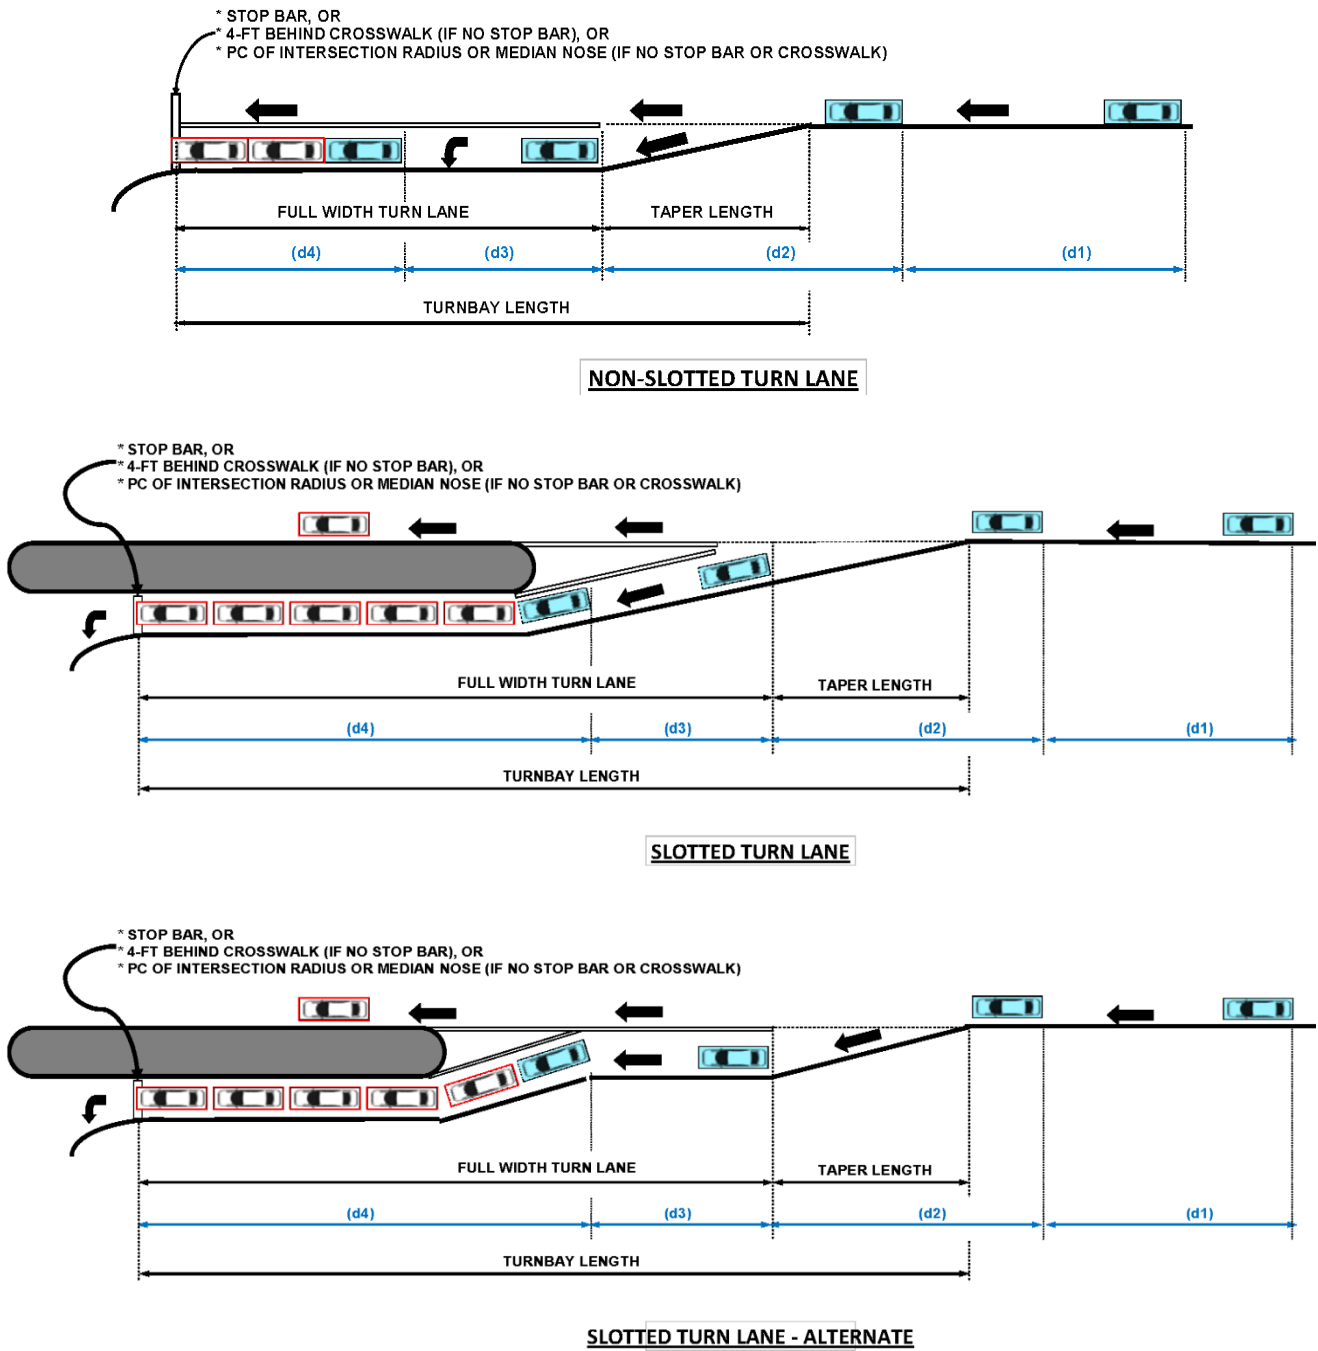 * STOP BAR, OR
* 4-FT BEHIND CROSSWALK (IF NO STOP BAR), OR
* PC OF INTERSECTION RADIUS OR MEDIAN NOSE (IF NO STOP BAR OR CROSSWALK)
FULL WIDTH TURN LANE TAPER LENGTH
(d4) (d3) (d2) (d1)
TURNBAY LENGTH
NON-SLOTTED TURN LANE
* STOP BAR, OR
* 4-FT BEHIND CROSSWALK (IF NO STOP BAR), OR
* PC OF INTERSECTION RADIUS OR MEDIAN NOSE (IF NO STOP BAR OR CROSSWALK)
FULL WIDTH TURN LANE TAPER LENGTH
(d4) (d3) (d2) (d1)
TURNBAY LENGTH
SLOTTED TURN LANE
* STOP BAR, OR
* 4-FT BEHIND CROSSWALK (IF NO STOP BAR), OR
* PC OF INTERSECTION RADIUS OR MEDIAN NOSE (IF NO STOP BAR OR CROSSWALK)
FULL WIDTH TURN LANE TAPER LENGTH
(d4) (d3) (d2) (d1)
TURNBAY LENGTH
SLOTTED TURN LANE - ALTERNATE